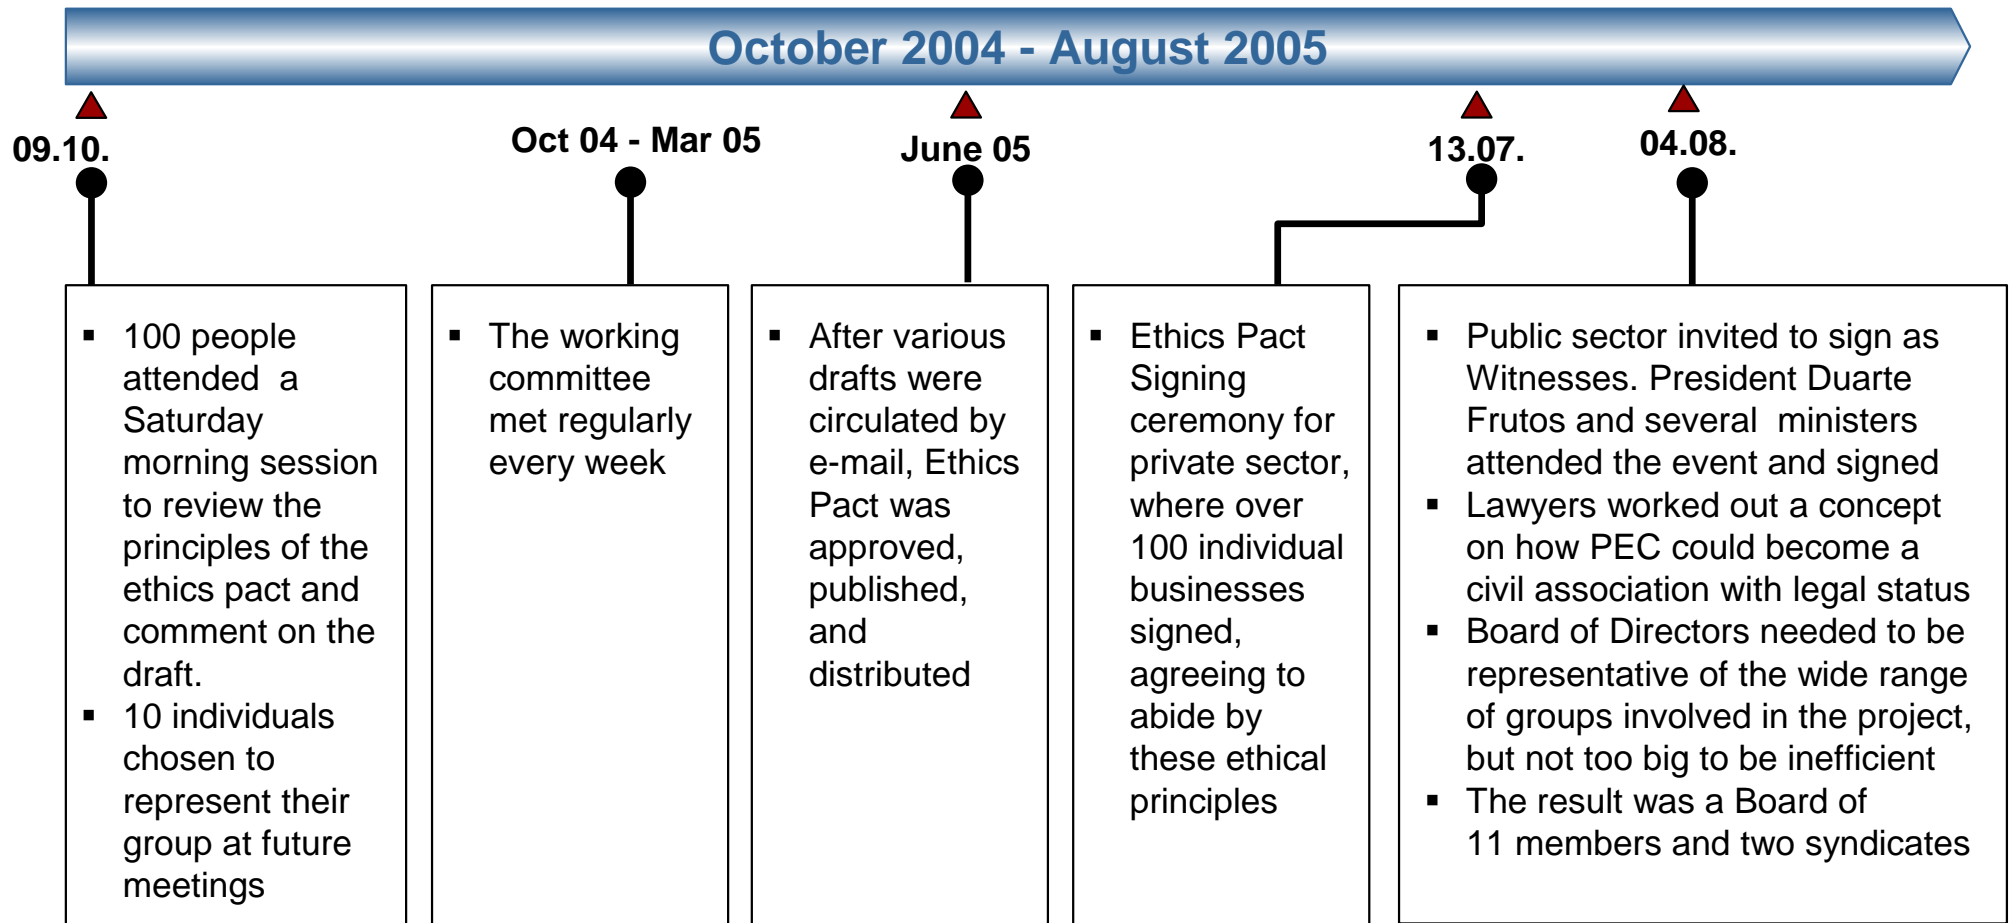 October 2004 - August 2005
09.10.
Oct 04 - Mar 05
June 05
13.07.
04.08.
▪ 100 people
attended a
Saturday
morning session
to review the
principles of the
ethics pact and
comment on the
draft.
▪ 10 individuals
chosen to
represent their
group at future
meetings
▪ The working
committee
met regularly
every week
▪ After various
drafts were
circulated by
e-mail, Ethics
Pact was
approved,
published,
and
distributed
▪ Ethics Pact
Signing
ceremony for
private sector,
where over
100 individual
businesses
signed,
agreeing to
abide by
these ethical
principles
▪ Public sector invited to sign as
Witnesses. President Duarte
Frutos and several ministers
attended the event and signed
▪ Lawyers worked out a concept
on how PEC could become a
civil association with legal status
▪ Board of Directors needed to be
representative of the wide range
of groups involved in the project,
but not too big to be inefficient
▪ The result was a Board of
11 members and two syndicates